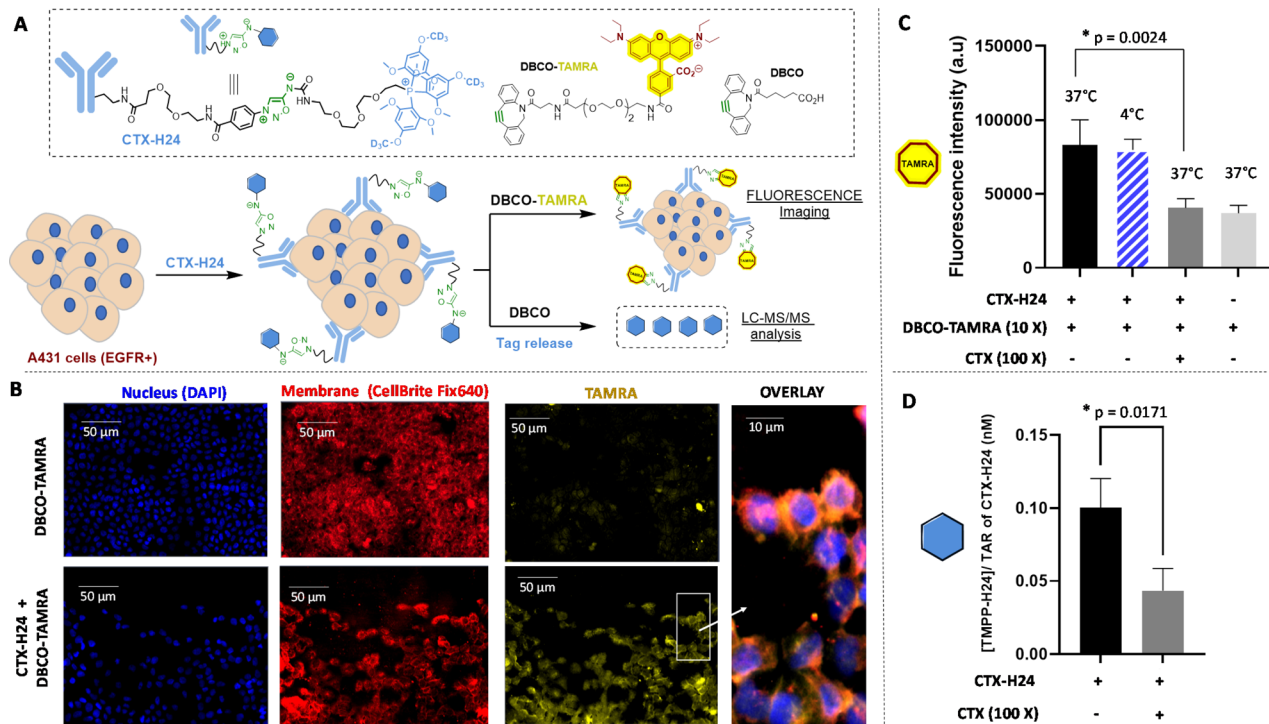 A
DBCO-TAMRA
DBCO
CTX-H24
CTX-H24
DBCO-TAMRA
FLUORESCENCE
Imaging
DBCO
Tag release
LC-MS/MS
analysis
A431 cells (EGFR+)
TAMRA
TAMRA
TAMRA
TAMRA
B
Nucleus (DAPI)
Membrane (CellBrite Fix640)
TAMRA
OVERLAY
DBCO-TAMRA
50 µm
50 µm
50 µm
10 µm
CTX-H24 +
DBCO-TAMRA
50 µm
50 µm
50 µm
C
TAMRA
Fluorescence intensity (a.u)
150000
100000
50000
0
* p = 0.0024
37°C
4°C
37°C
37°C
CTX-H24 + + + -
DBCO-TAMRA (10 X) + + + +
CTX (100 X) - - + -
D
[TMPP-H24]/ TAR of CTX-H24 (nM)
0.15
0.10
0.05
0.00
* p = 0.0171
CTX-H24 + +
CTX (100 X) - +